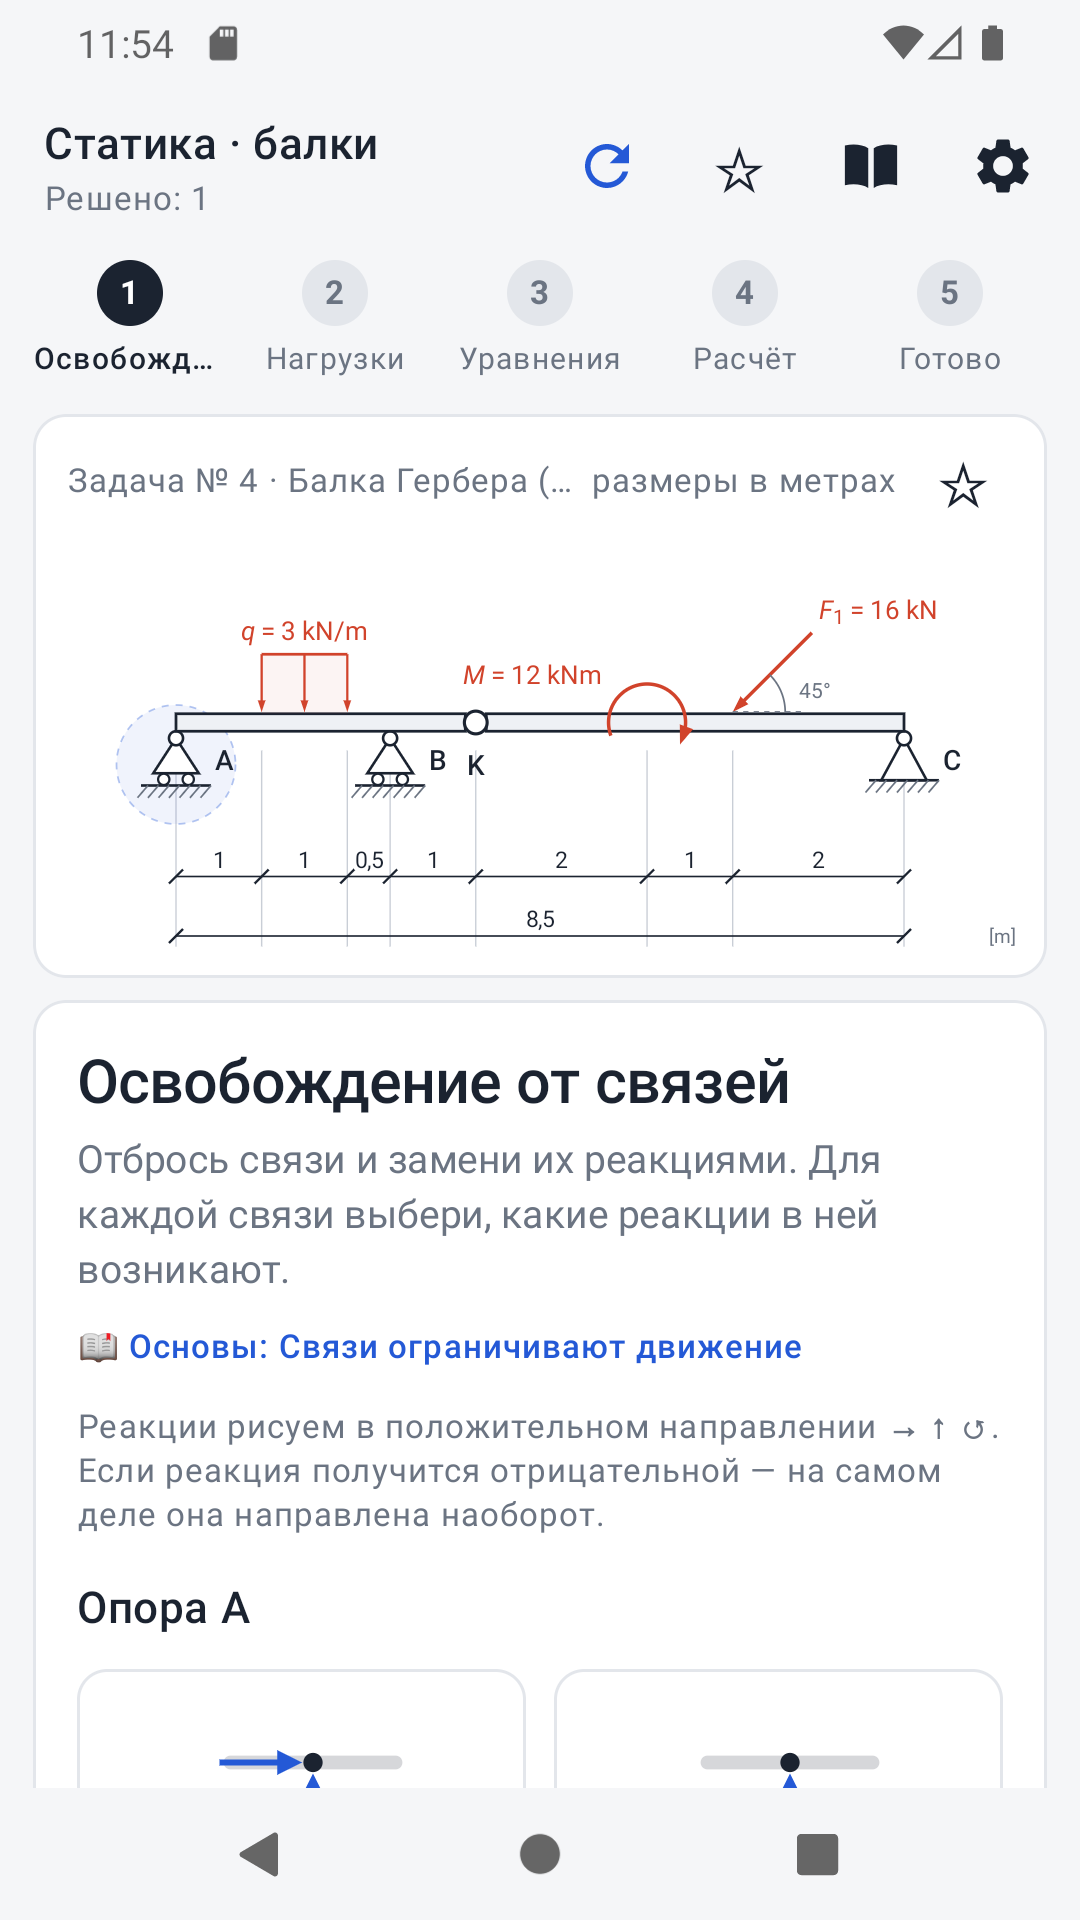 11:54
Статика · балки
Решено: 1
1 2 3 4 5
Освобожд... Нагрузки Уравнения Расчёт Готово
Задача № 4 · Балка Гербера (... размеры в метрах
F1 = 16 kN
q = 3 kN/m
M = 12 kNm
45°
A B K C
1 1 0,5 1 2 1 2
8,5
[m]
Освобождение от связей
Отбрось связи и замени их реакциями. Для
каждой связи выбери, какие реакции в ней
возникают.
📖 Основы: Связи ограничивают движение
Реакции рисуем в положительном направлении → ↑ ↺.
Если реакция получится отрицательной — на самом
деле она направлена наоборот.
Опора A